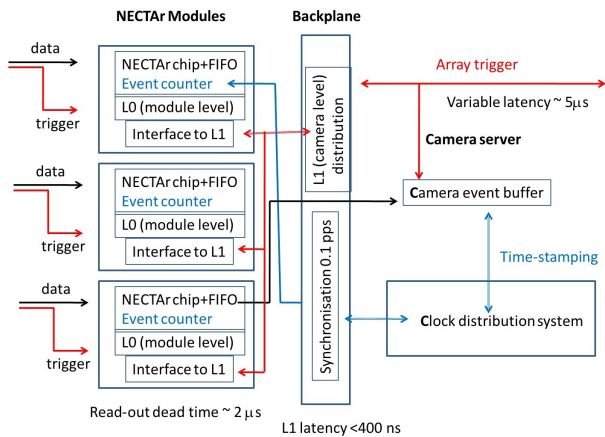 NECTAr Modules
Backplane
data
trigger
NECTAr chip+FIFO
Event counter
L0 (module level)
Interface to L1
data
trigger
NECTAr chip+FIFO
Event counter
L0 (module level)
Interface to L1
data
trigger
NECTAr chip+FIFO
Event counter
L0 (module level)
Interface to L1
Read-out dead time ~ 2 μs
L1 (camera level)
distribution
Synchronisation 0.1 pps
L1 latency <400 ns
Array trigger
Variable latency ~ 5μs
Camera server
Camera event buffer
Time-stamping
Clock distribution system